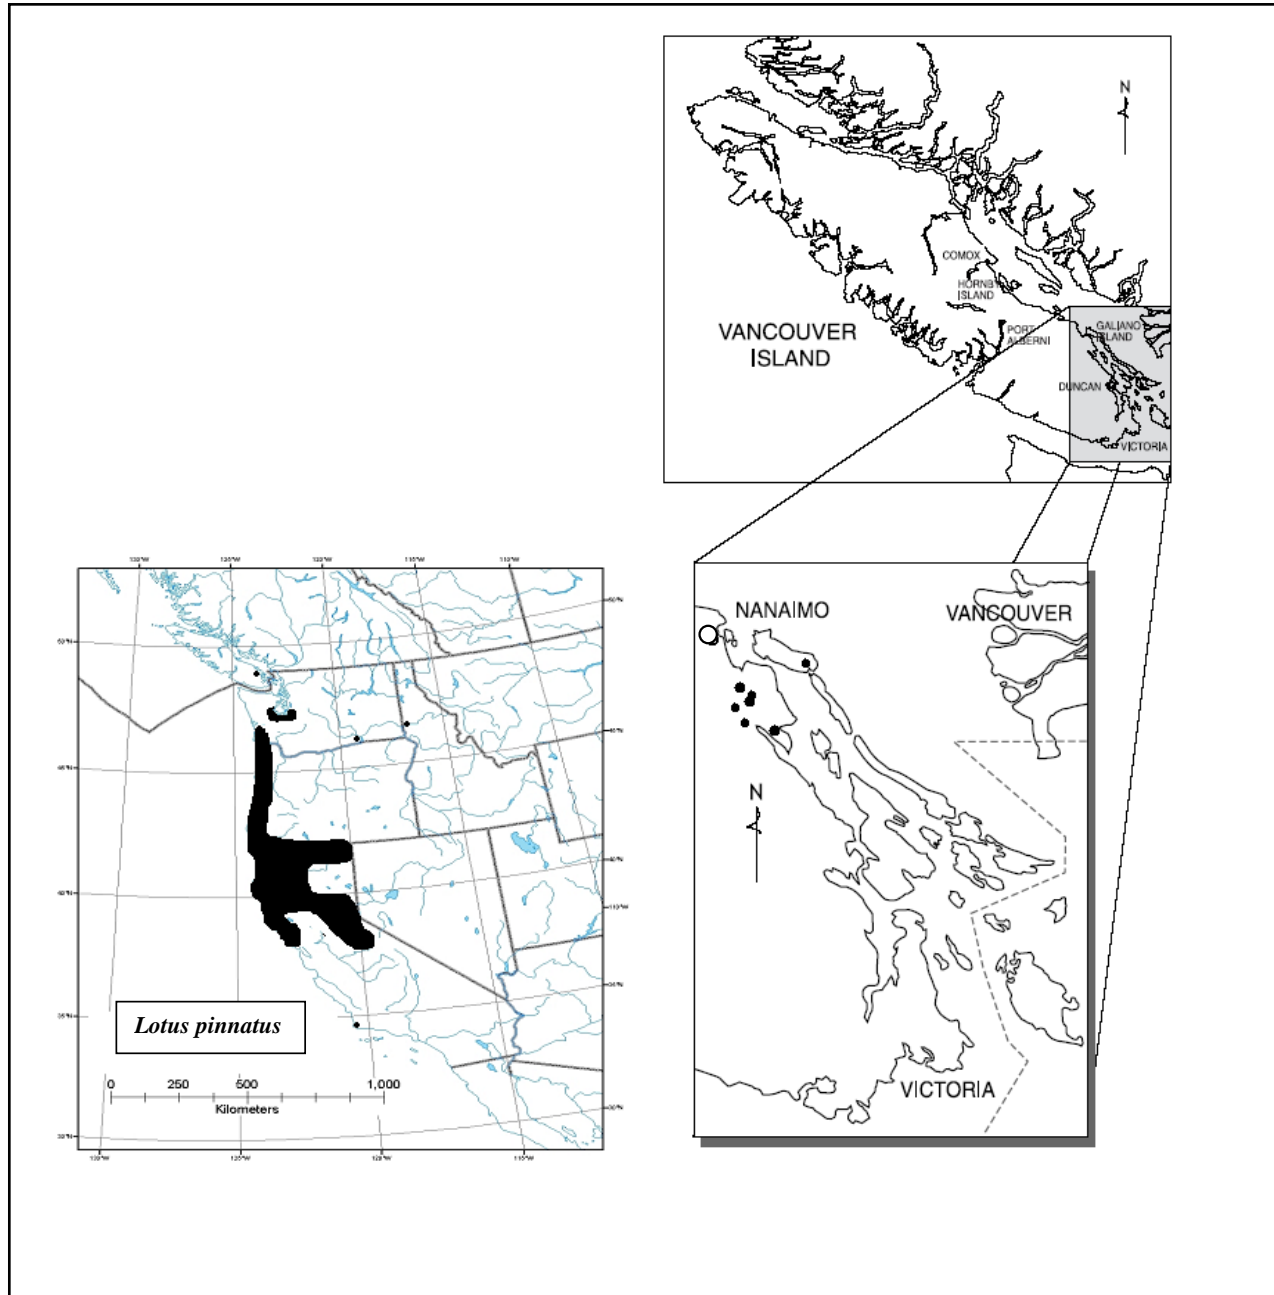 N
COMOX
HORNBY
ISLAND
PORT
ALBERNI
GALIANO
ISLAND
DUNCAN
VICTORIA
VANCOUVER
ISLAND
NANAIMO
VANCOUVER
N
VICTORIA
Lotus pinnatus
0 250 500 1,000
Kilometers